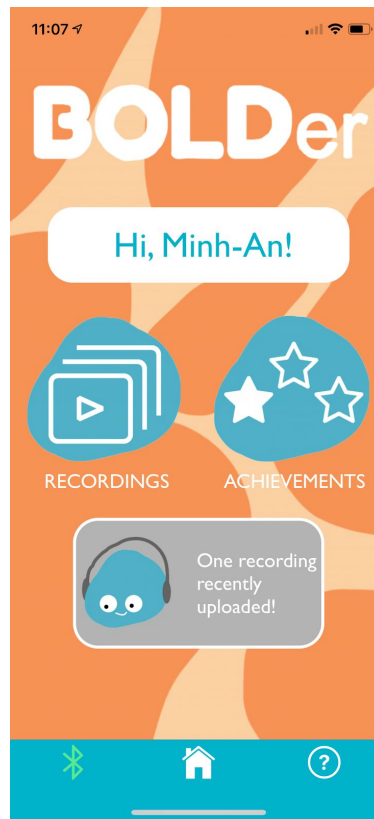 11:07
BOLDer
Hi, Minh-An!
RECORDINGS
ACHIEVEMENTS
One recording
recently
uploaded!
?